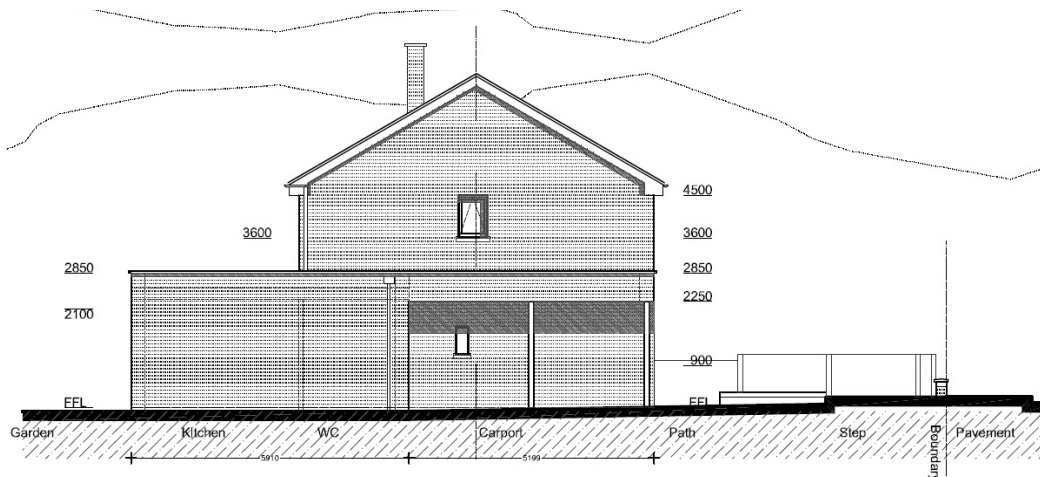 4500
3600
3600
2850
2850
2250
2100
900
FFL
FFL
Garden
Kitchen
WC
Carport
Path
Step
Boundary
Pavement
5910
5199